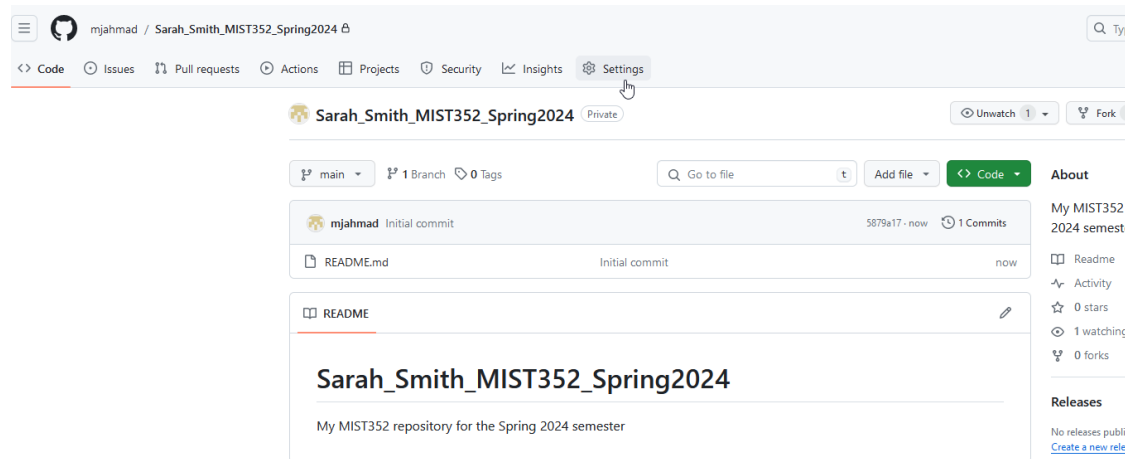 mjahmad / Sarah_Smith_MIST352_Spring2024
Code Issues Pull requests Actions Projects Security Insights Settings
Sarah_Smith_MIST352_Spring2024 Private
Unwatch 1 Fork
main 1 Branch 0 Tags Go to file t Add file Code
About
My MIST352
mjahmad Initial commit 5879a17 · now 1 Commits
2024
README.md Initial commit now
Readme
Activity
README
0 stars
1 watching
0 forks
Sarah_Smith_MIST352_Spring2024
Releases
My MIST352 repository for the Spring 2024 semester
No releases
Create a new